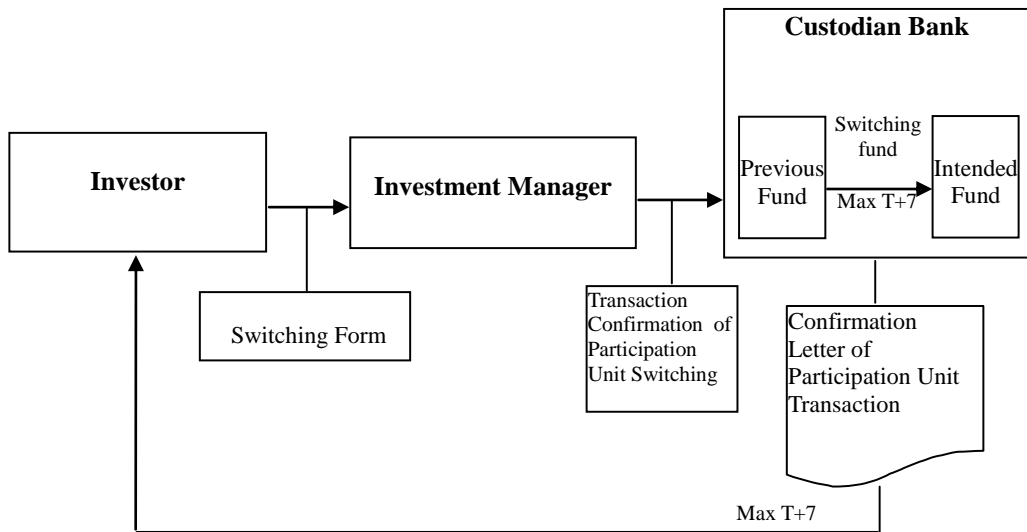 Custodian Bank
Switching
fund
Previous
Fund
Max T+7
Intended
Fund
Investor
Investment Manager
Switching Form
Transaction
Confirmation of
Participation
Unit Switching
Confirmation
Letter of
Participation Unit
Transaction
Max T+7